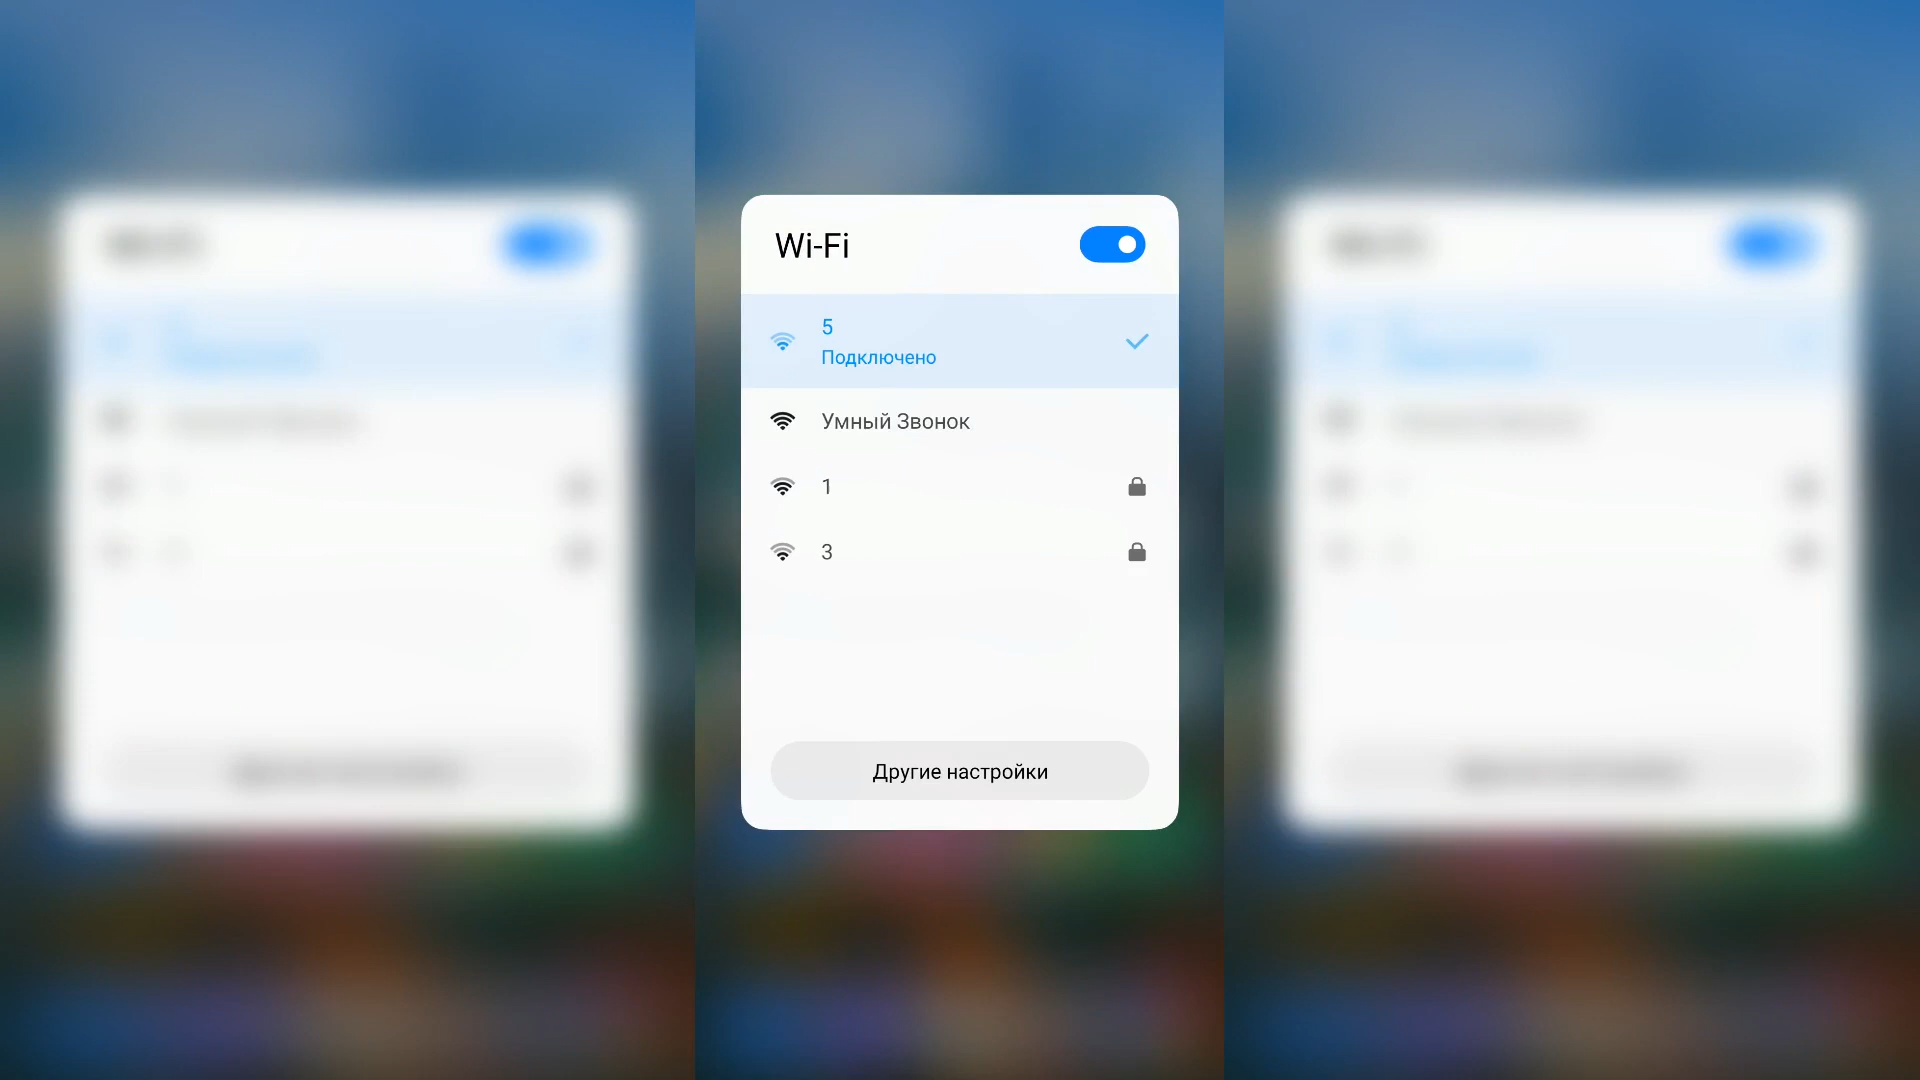 Wi-Fi
5
Подключено
Умный Звонок
1
3
Другие настройки